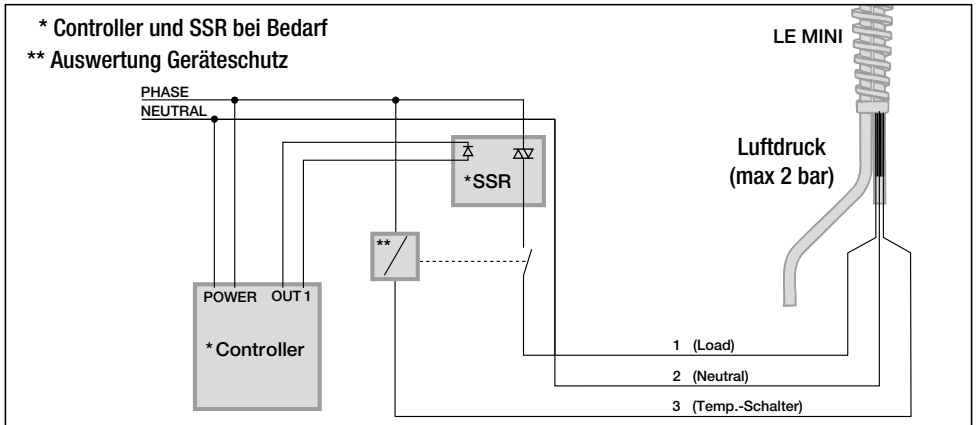 * Controller und SSR bei Bedarf
** Auswertung Geräteschutz
LE MINI
PHASE
NEUTRAL
Luftdruck
(max 2 bar)
*SSR
**
POWER OUT 1
*Controller
1 (Load)
2 (Neutral)
3 (Temp.-Schalter)